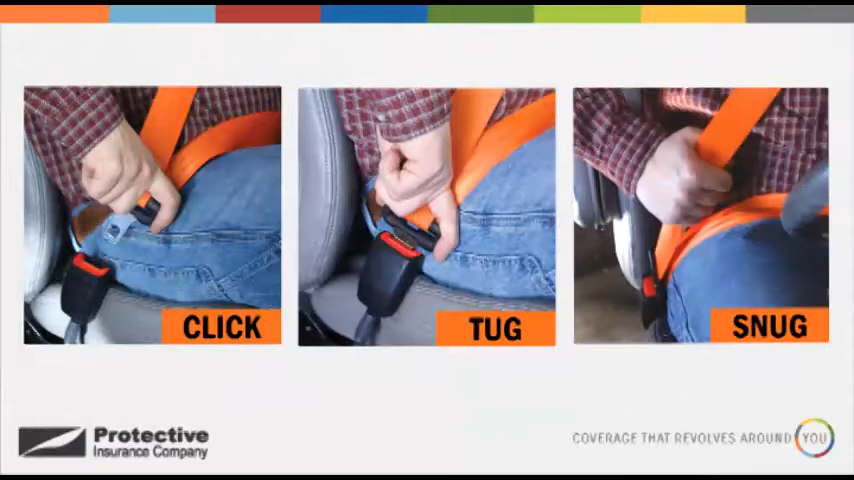 CLICK
TUG
SNUG
Protective
Insurance Company
COVERAGE THAT REVOLVES AROUND YOU